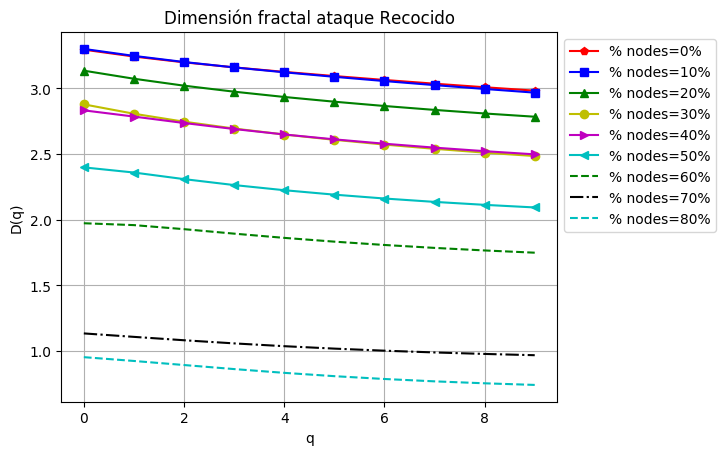 Dimensión fractal ataque Recocido
D(q)
3.0
2.5
2.0
1.5
1.0
0
2
4
6
8
q
% nodes=0%
% nodes=10%
% nodes=20%
% nodes=30%
% nodes=40%
% nodes=50%
% nodes=60%
% nodes=70%
% nodes=80%